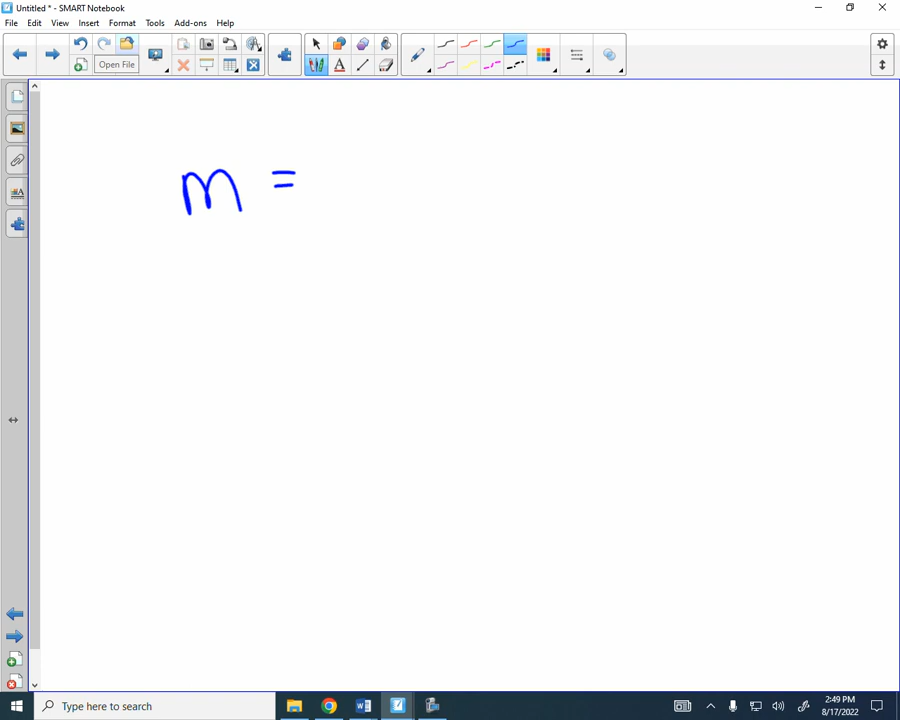 Untitled * - SMART Notebook
File Edit View Insert Format Tools Add-ons Help
Open File
m =
Type here to search
2:49 PM
8/17/2022